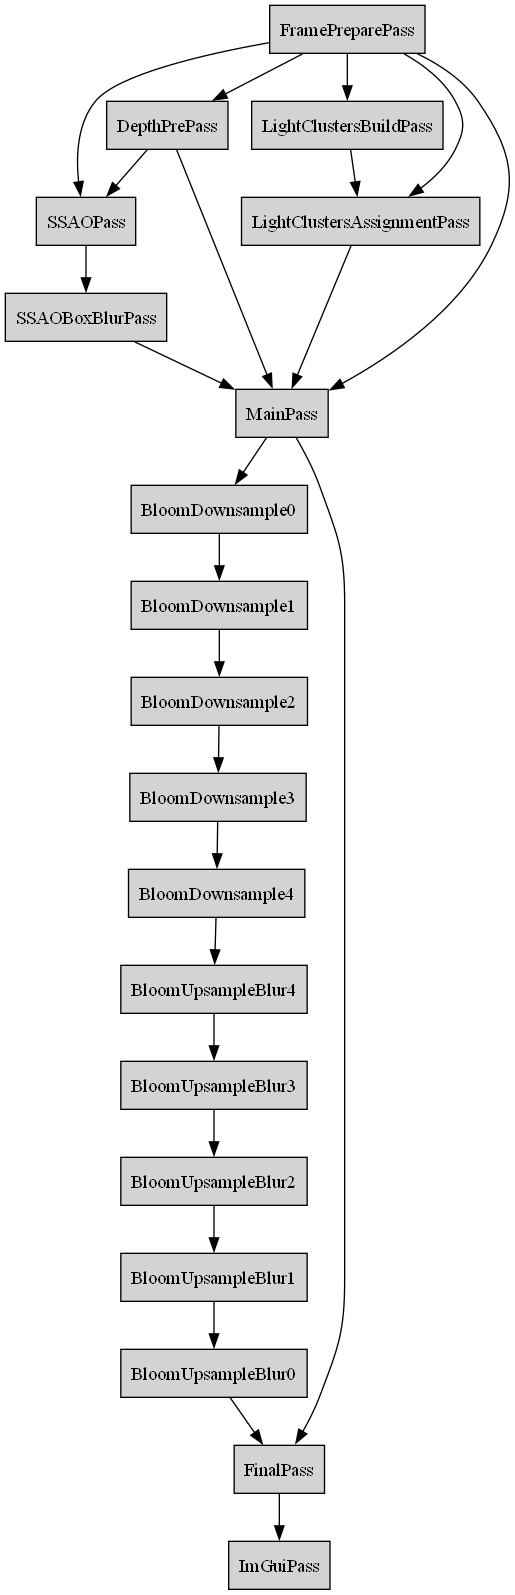 FramePreparePass
DepthPrePass
LightClustersBuildPass
SSAOPass
LightClustersAssignmentPass
SSAOBoxBlurPass
MainPass
BloomDownsample0
BloomDownsample1
BloomDownsample2
BloomDownsample3
BloomDownsample4
BloomUpsampleBlur4
BloomUpsampleBlur3
BloomUpsampleBlur2
BloomUpsampleBlur1
BloomUpsampleBlur0
FinalPass
ImGuiPass